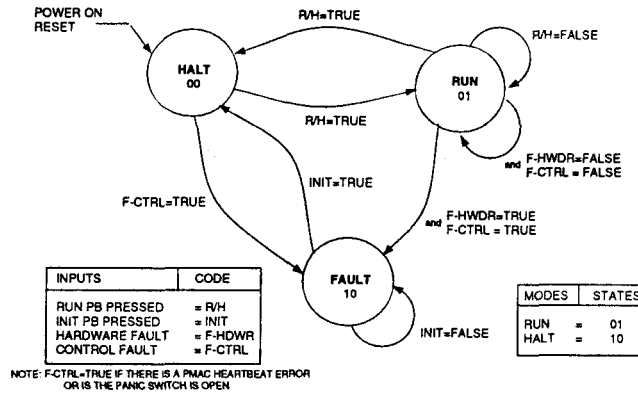 POWER ON
RESET
R/H=TRUE
R/H=FALSE
HALT
00
RUN
01
R/H=TRUE
and F-HWDR=FALSE
F-CTRL = FALSE
INIT=TRUE
F-CTRL=TRUE
and F-HWDR=TRUE
F-CTRL = TRUE
FAULT
10
INIT=FALSE
INPUTS CODE
RUN PB PRESSED = R/H
INIT PB PRESSED = INIT
HARDWARE FAULT = F-HDWR
CONTROL FAULT = F-CTRL
MODES STATES
RUN = 01
HALT = 10
NOTE: F-CTRL=TRUE IF THERE IS A PMAC HEARTBEAT ERROR
OR IS THE PANIC SWITCH IS OPEN